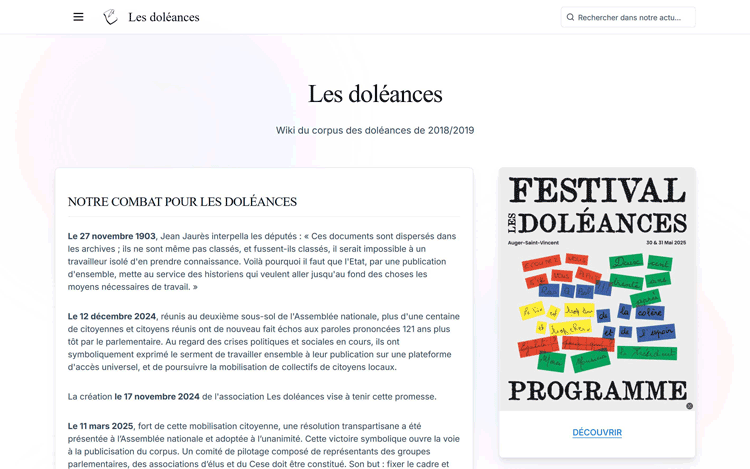 Les doléances
Rechercher dans notre actu...
Les doléances
Wiki du corpus des doléances de 2018/2019
NOTRE COMBAT POUR LES DOLÉANCES
Le 27 novembre 1903, Jean Jaurès interpella les députés : « Ces documents sont dispersés dans
les archives ; ils ne sont même pas classés, et fussent-ils classés, il serait impossible à un
travailleur isolé d'en prendre connaissance. Voilà pourquoi il faut que l'Etat, par une publication
d'ensemble, mette au service des historiens qui veulent aller jusqu'au fond des choses les
moyens nécessaires de travail. »
Le 12 décembre 2024, réunis au deuxième sous-sol de l'Assemblée nationale, plus d'une centaine
de citoyennes et citoyens réunis ont de nouveau fait échos aux paroles prononcées 121 ans plus
tôt par le parlementaire. Au regard des crises politiques et sociales en cours, ils ont
symboliquement exprimé le serment de travailler ensemble à leur publication sur une plateforme
d'accès universel, et de poursuivre la mobilisation de collectifs de citoyens locaux.
La création le 17 novembre 2024 de l'association Les doléances vise à tenir cette promesse.
Le 11 mars 2025, fort de cette mobilisation citoyenne, une résolution transpartisane a été
présentée à l'Assemblée nationale et adoptée à l'unanimité. Cette victoire symbolique ouvre la voie
à la publicisation du corpus. Un comité de pilotage composé de représentants des groupes
parlementaires, des associations d'élus et du Cese doit être constitué. Son but : fixer le cadre et
FESTIVAL
LES DOLÉANCES
Auger-Saint-Vincent 30 & 31 Mai 2025
de la colère
et de l'espoir
PROGRAMME
DÉCOUVRIR